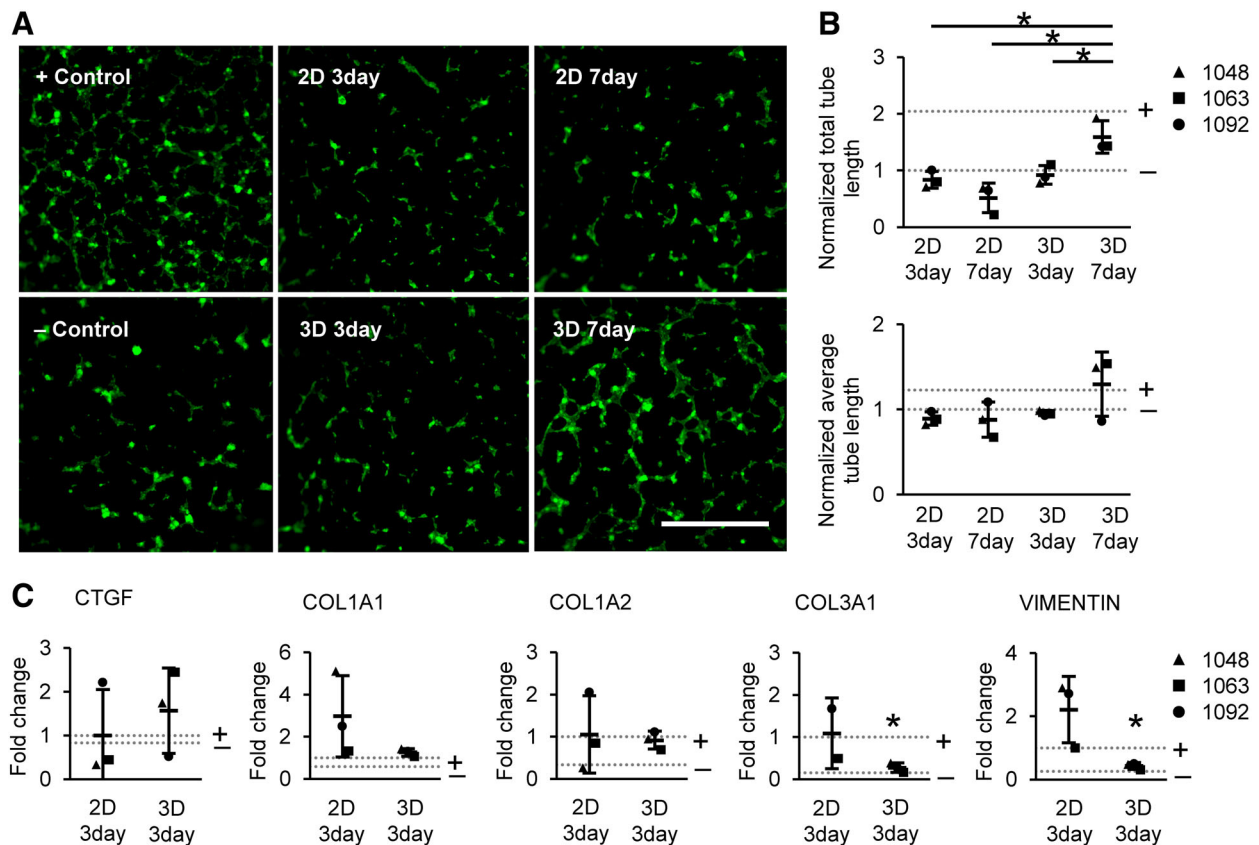 A
+ Control
2D 3day
2D 7day
– Control
3D 3day
3D 7day
B
* 
*
*
Normalized total tube
length
3
2
1
0
+
–
2D
3day
2D
7day
3D
3day
3D
7day
▲ 1048
■ 1063
● 1092
Normalized average
tube length
2
1
0
+
–
2D
3day
2D
7day
3D
3day
3D
7day
C
CTGF
Fold change
3
2
1
0
+
–
2D
3day
3D
3day
COL1A1
Fold change
6
4
2
0
+
–
2D
3day
3D
3day
COL1A2
Fold change
3
2
1
0
+
–
2D
3day
3D
3day
COL3A1
Fold change
3
2
1
0
*
+
–
2D
3day
3D
3day
VIMENTIN
Fold change
4
2
0
*
+
–
2D
3day
3D
3day
▲ 1048
■ 1063
● 1092